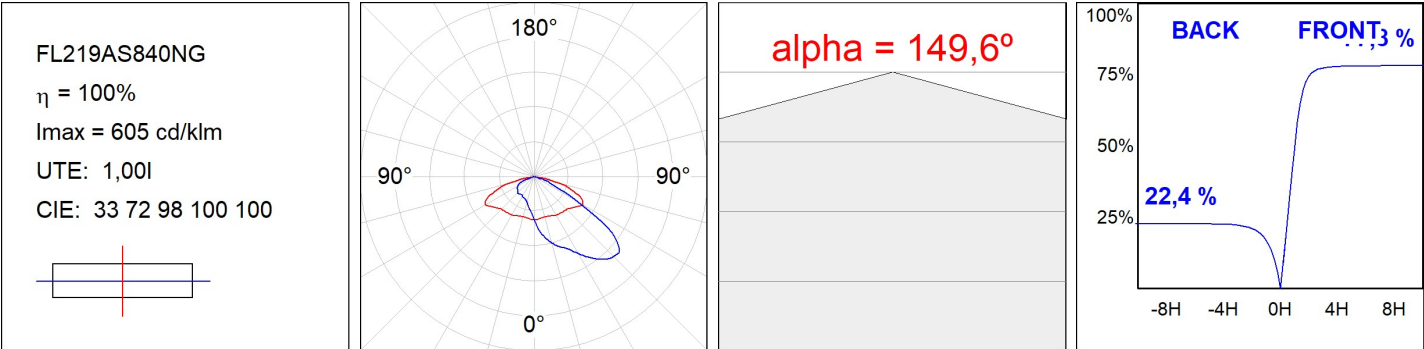 FL219AS840NG
η = 100%
Imax = 605 cd/klm
UTE: 1,00I
CIE: 33 72 98 100 100
180°
90° 90°
0°
alpha = 149,6º
100%
BACK FRONT
75%
50%
22,4 %
25%
-8H -4H 0H 4H 8H